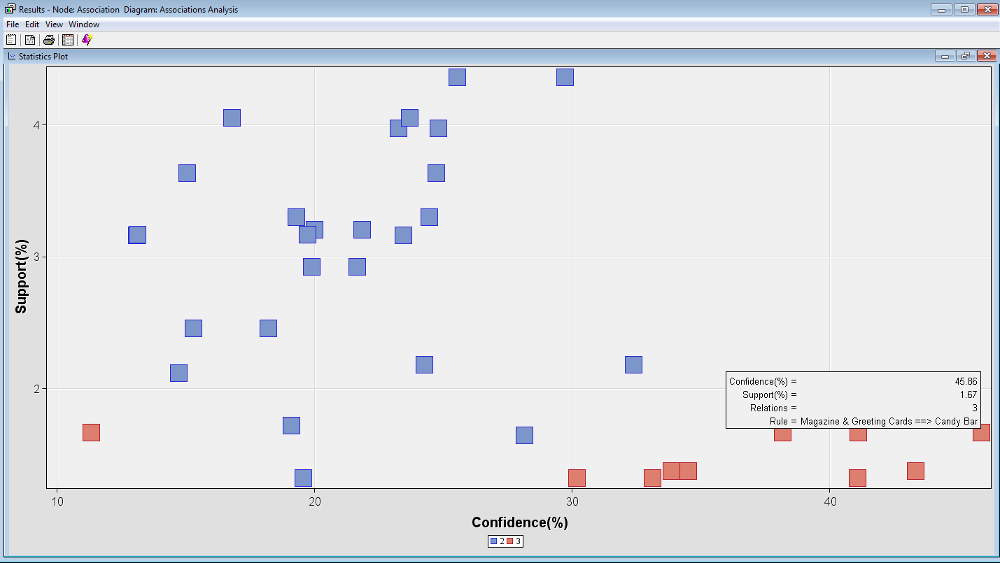 Results - Node: Association  Diagram: Associations Analysis
File Edit View Window
Statistics Plot
4
3
2
Support(%)
Confidence(%) = 45.86
Support(%) = 1.67
Relations = 3
Rule = Magazine & Greeting Cards ==> Candy Bar
10 20 30 40
Confidence(%)
2 3